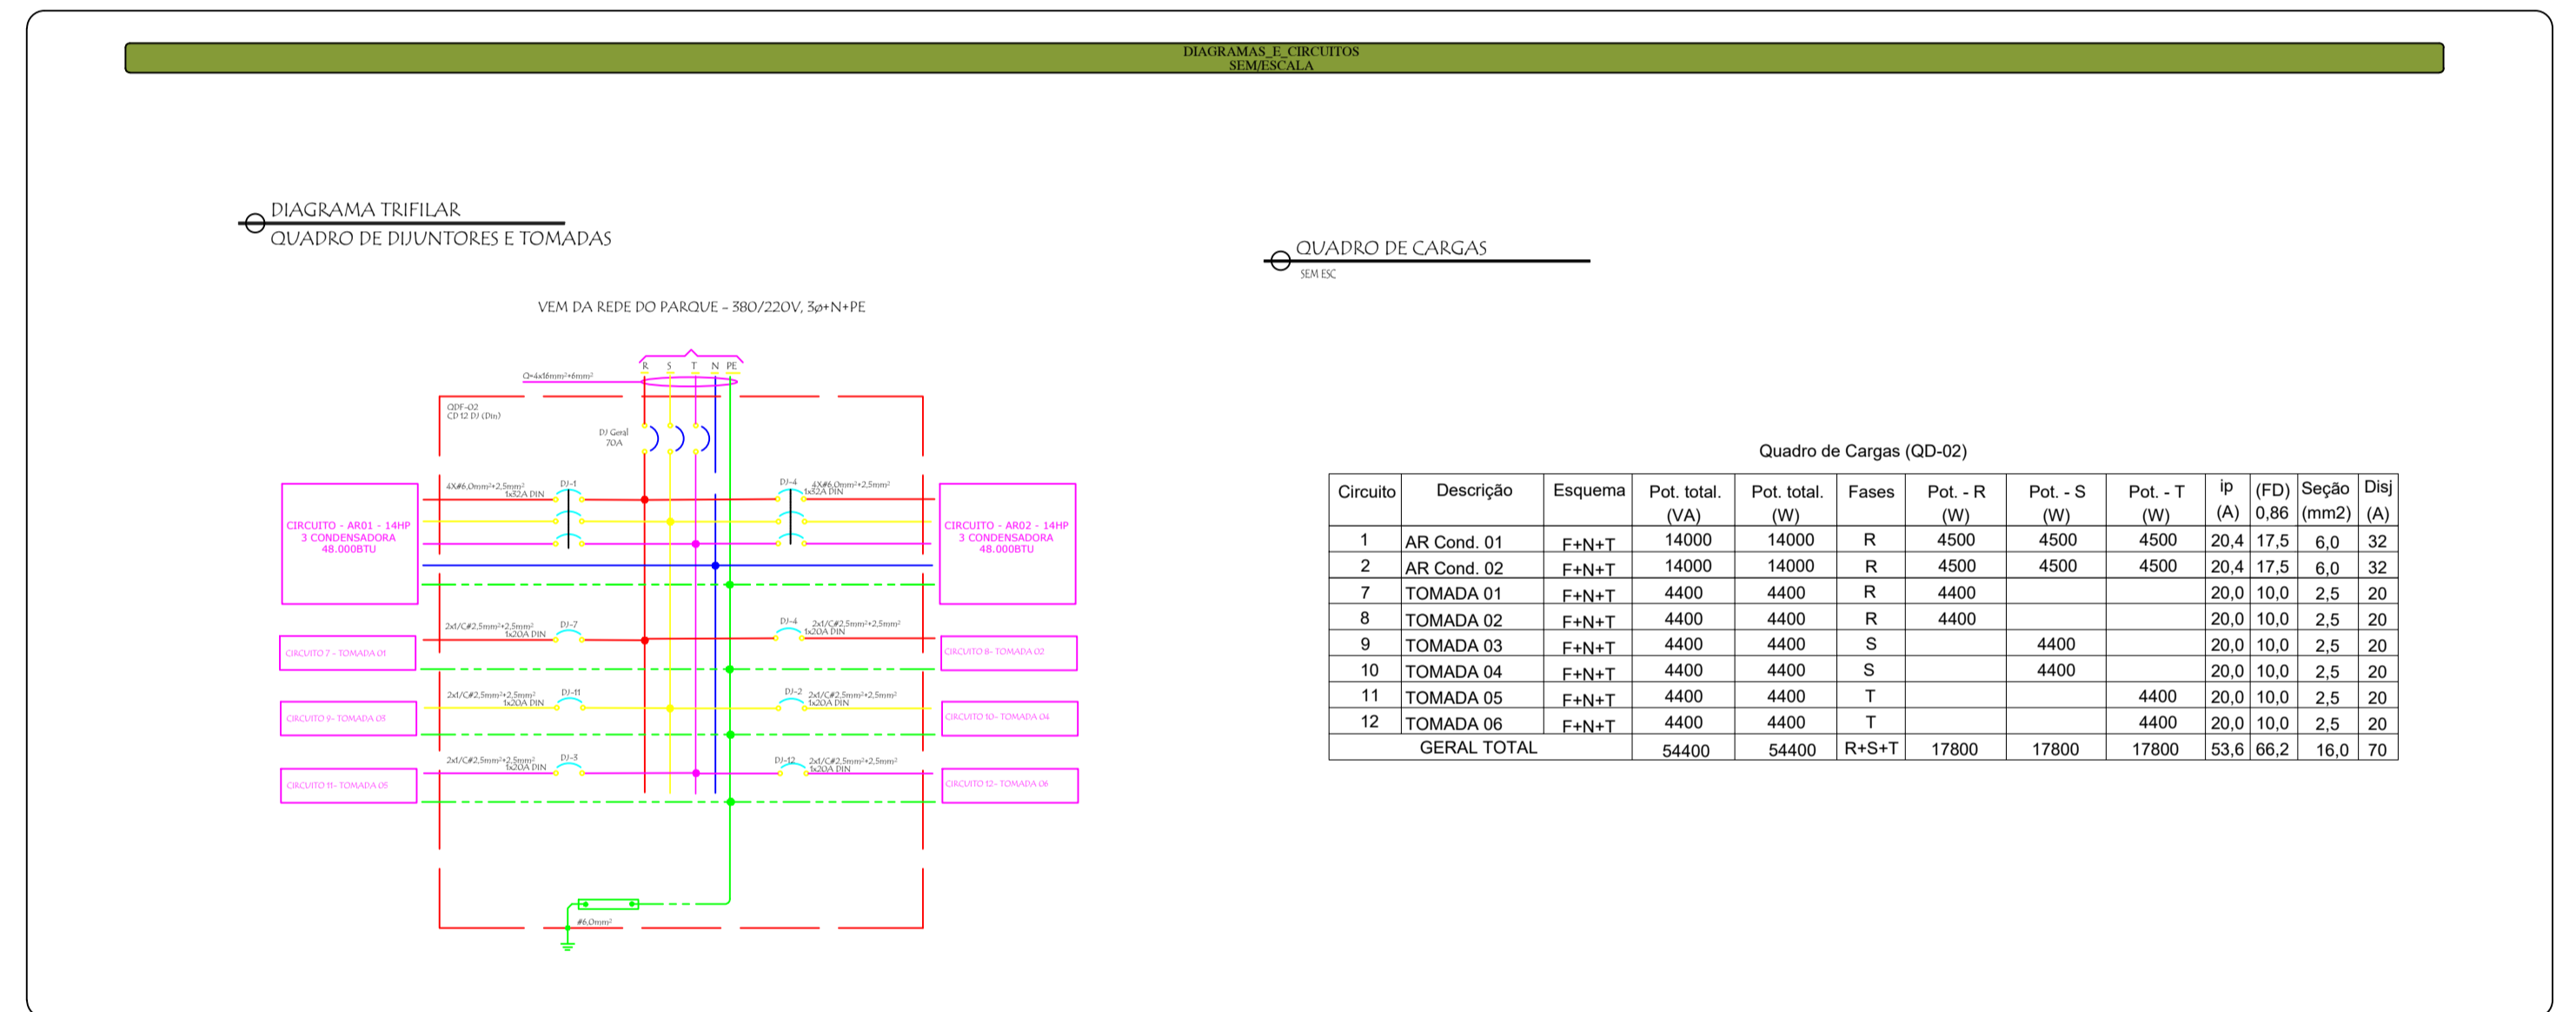 DIAGRAMAS_E_CIRCUITOS
SEM/ESCALA
DIAGRAMA TRIFILAR
QUADRO DE DIJUNTORES E TOMADAS
VEM DA REDE DO PARQUE - 380/220V, 3ø+N+PE
R S T N PE
Q=4x16mm²+6mm²
QDF-02
CD 12 DJ (Din)
DJ Geral
70A
4X#6,0mm²+2,5mm²
1x32A DIN
DJ-1
DJ-4
4X#6,0mm²+2,5mm²
1x32A DIN
CIRCUITO - AR01 - 14HP
3 CONDENSADORA
48.000BTU
CIRCUITO - AR02 - 14HP
3 CONDENSADORA
48.000BTU
2x1/C#2,5mm²+2,5mm²
1x20A DIN
DJ-7
DJ-4
2x1/C#2,5mm²+2,5mm²
1x20A DIN
CIRCUITO 7- TOMADA 01
CIRCUITO 8- TOMADA 02
2x1/C#2,5mm²+2,5mm²
1x20A DIN
DJ-11
DJ-2
2x1/C#2,5mm²+2,5mm²
1x20A DIN
CIRCUITO 9- TOMADA 03
CIRCUITO 10- TOMADA 04
2x1/C#2,5mm²+2,5mm²
1x20A DIN
DJ-3
DJ-12
2x1/C#2,5mm²+2,5mm²
1x20A DIN
CIRCUITO 11- TOMADA 05
CIRCUITO 12- TOMADA 06
#6,0mm²
QUADRO DE CARGAS
SEM ESC
Quadro de Cargas (QD-02)
Circuito Descrição Esquema Pot. total. Pot. total. Fases Pot. - R Pot. - S Pot. - T ip (FD) Seção Disj
(VA) (W) (W) (W) (W) (A) 0,86 (mm2) (A)
1 AR Cond. 01 F+N+T 14000 14000 R 4500 4500 4500 20,4 17,5 6,0 32
2 AR Cond. 02 F+N+T 14000 14000 R 4500 4500 4500 20,4 17,5 6,0 32
7 TOMADA 01 F+N+T 4400 4400 R 4400 20,0 10,0 2,5 20
8 TOMADA 02 F+N+T 4400 4400 R 4400 20,0 10,0 2,5 20
9 TOMADA 03 F+N+T 4400 4400 S 4400 20,0 10,0 2,5 20
10 TOMADA 04 F+N+T 4400 4400 S 4400 20,0 10,0 2,5 20
11 TOMADA 05 F+N+T 4400 4400 T 4400 20,0 10,0 2,5 20
12 TOMADA 06 F+N+T 4400 4400 T 4400 20,0 10,0 2,5 20
GERAL TOTAL 54400 54400 R+S+T 17800 17800 17800 53,6 66,2 16,0 70